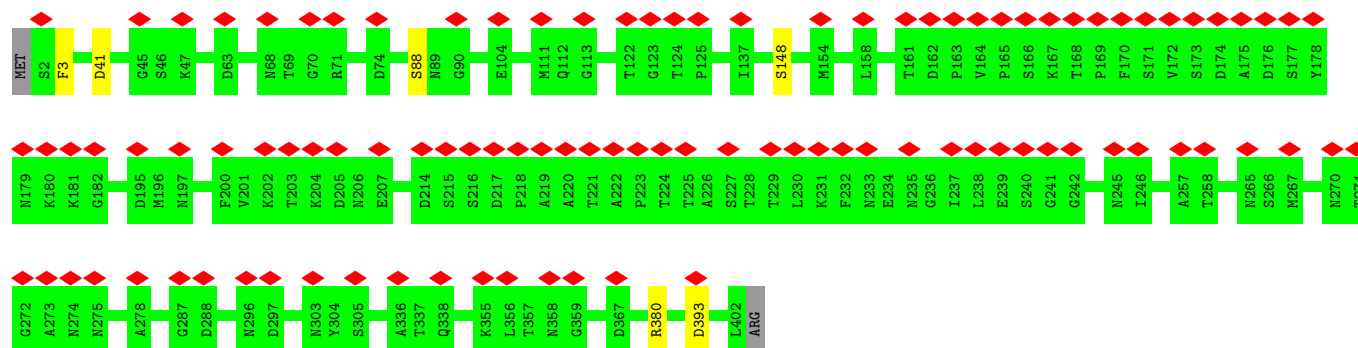 MET S2 F3 D41 G45 S46 K47 D63 N68 T69 G70 R71 D74 S88 N89 G90 E104 M111 Q112 G113 T122 G123 T124 P125 I137 S148 M154 L158 T161 D162 P163 V164 P165 S166 K167 T168 P169 F170 S171 V172 S173 D174 A175 D176 S177 Y178
N179 K180 K181 G182 D195 M196 N197 F200 V201 K202 T203 K204 D205 N206 E207 D214 S215 S216 D217 P218 A219 A220 T221 A222 P223 T224 T225 A226 S227 T228 T229 L230 K231 F232 N233 E234 N235 G236 I237 L238 E239 S240 G241 G242 N245 I246 A257 T258 N265 S266 M267 N270
G272 A273 N274 N275 A278 G287 D288 N296 D297 N303 Y304 S305 A336 T337 Q338 K355 L356 T357 N358 G359 D367 R380 D393 L402 ARG